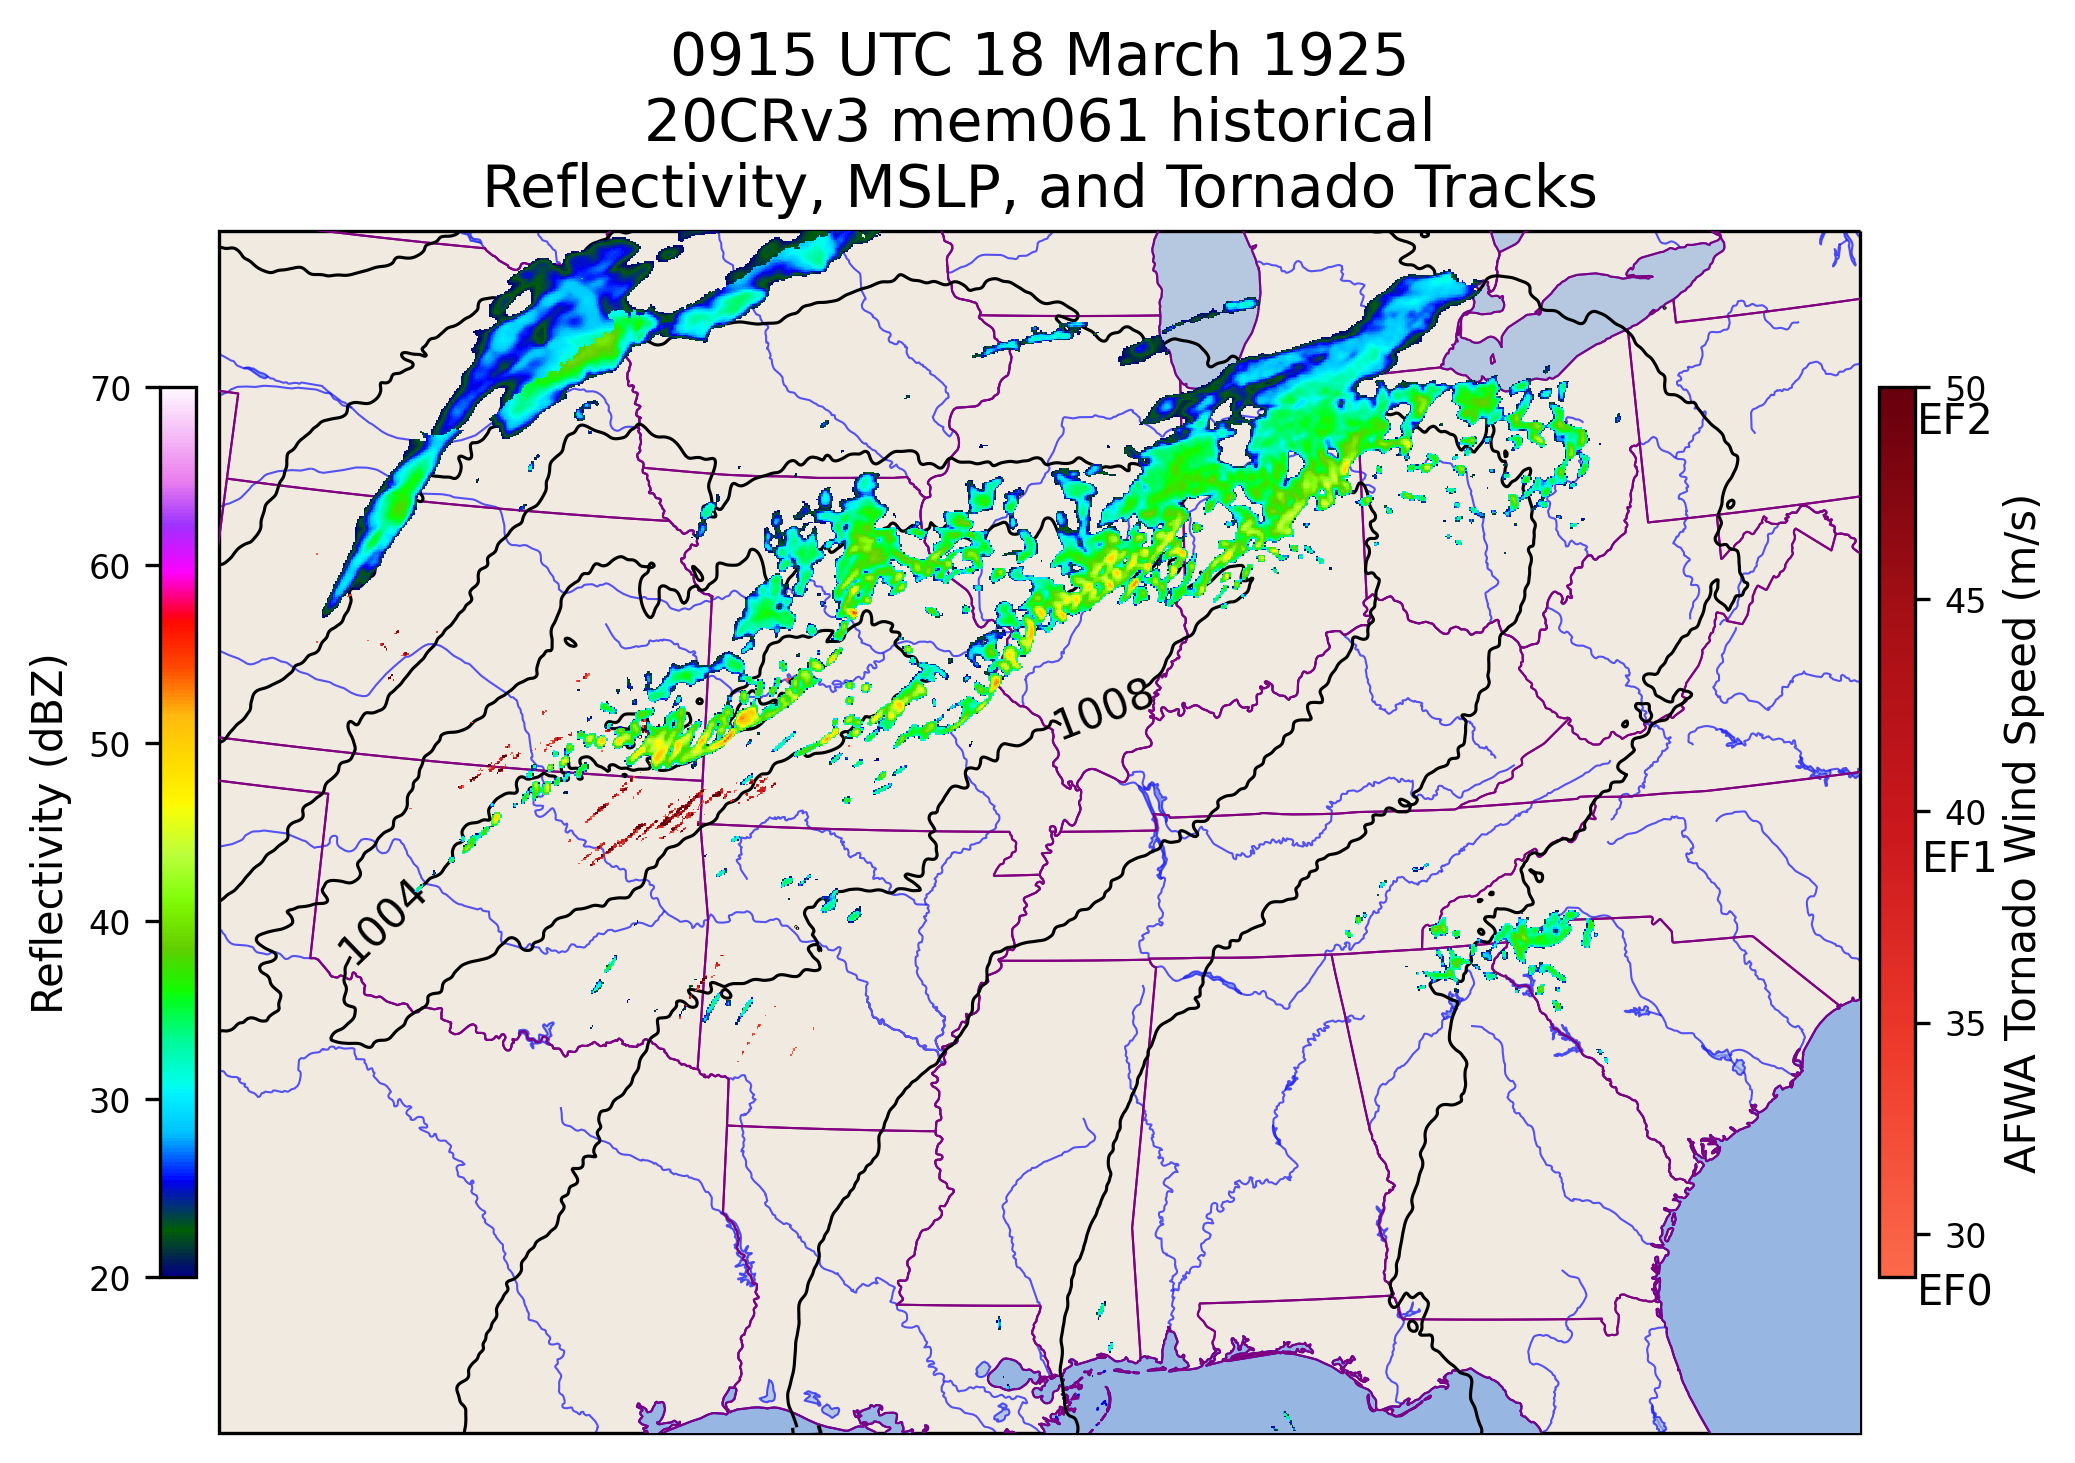 0915 UTC 18 March 1925
20CRv3 mem061 historical
Reflectivity, MSLP, and Tornado Tracks
Reflectivity (dBZ)
70
60
50
40
30
20
1004
1008
50
EF2
45
40
EF1
35
30
EF0
AFWA Tornado Wind Speed (m/s)